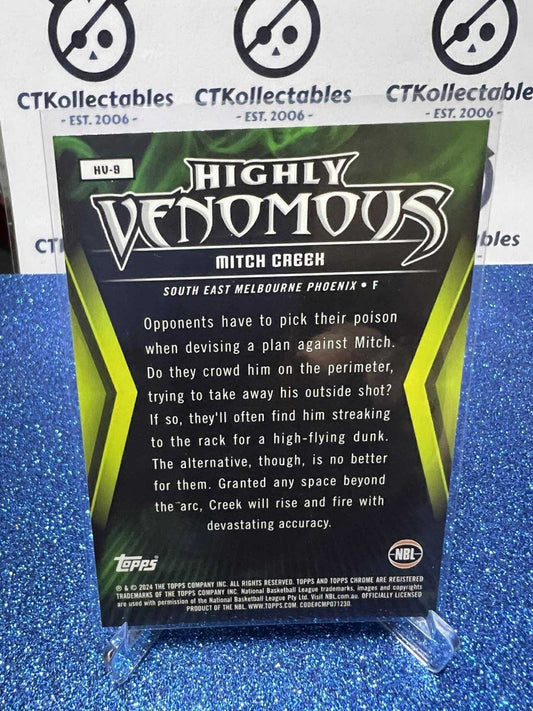 CTKollectables CTKollectables CTKollectables
- EST. 2006 - - EST. 2006 - - EST. 2006 -
HV-8
HIGHLY
VENOMOUS
MITCH CREEK
SOUTH EAST MELBOURNE PHOENIX • F
Opponents have to pick their poison
when devising a plan against Mitch.
Do they crowd him on the perimeter,
trying to take away his outside shot?
If so, they'll often find him streaking
to the rack for a high-flying dunk.
The alternative, though, is no better
for them. Granted any space beyond
the arc, Creek will rise and fire with
devastating accuracy.
Topps
NBL
® & © 2024 THE TOPPS COMPANY INC. ALL RIGHTS RESERVED. TOPPS AND TOPPS CHROME ARE REGISTERED
TRADEMARKS OF THE TOPPS COMPANY INC. National Basketball League trademarks, images and copyrights
are used with permission of the National Basketball League Pty Ltd. Visit NBL.com.au. OFFICIALLY LICENSED
PRODUCT OF THE NBL. WWW.TOPPS.COM. CODE#CMP071230